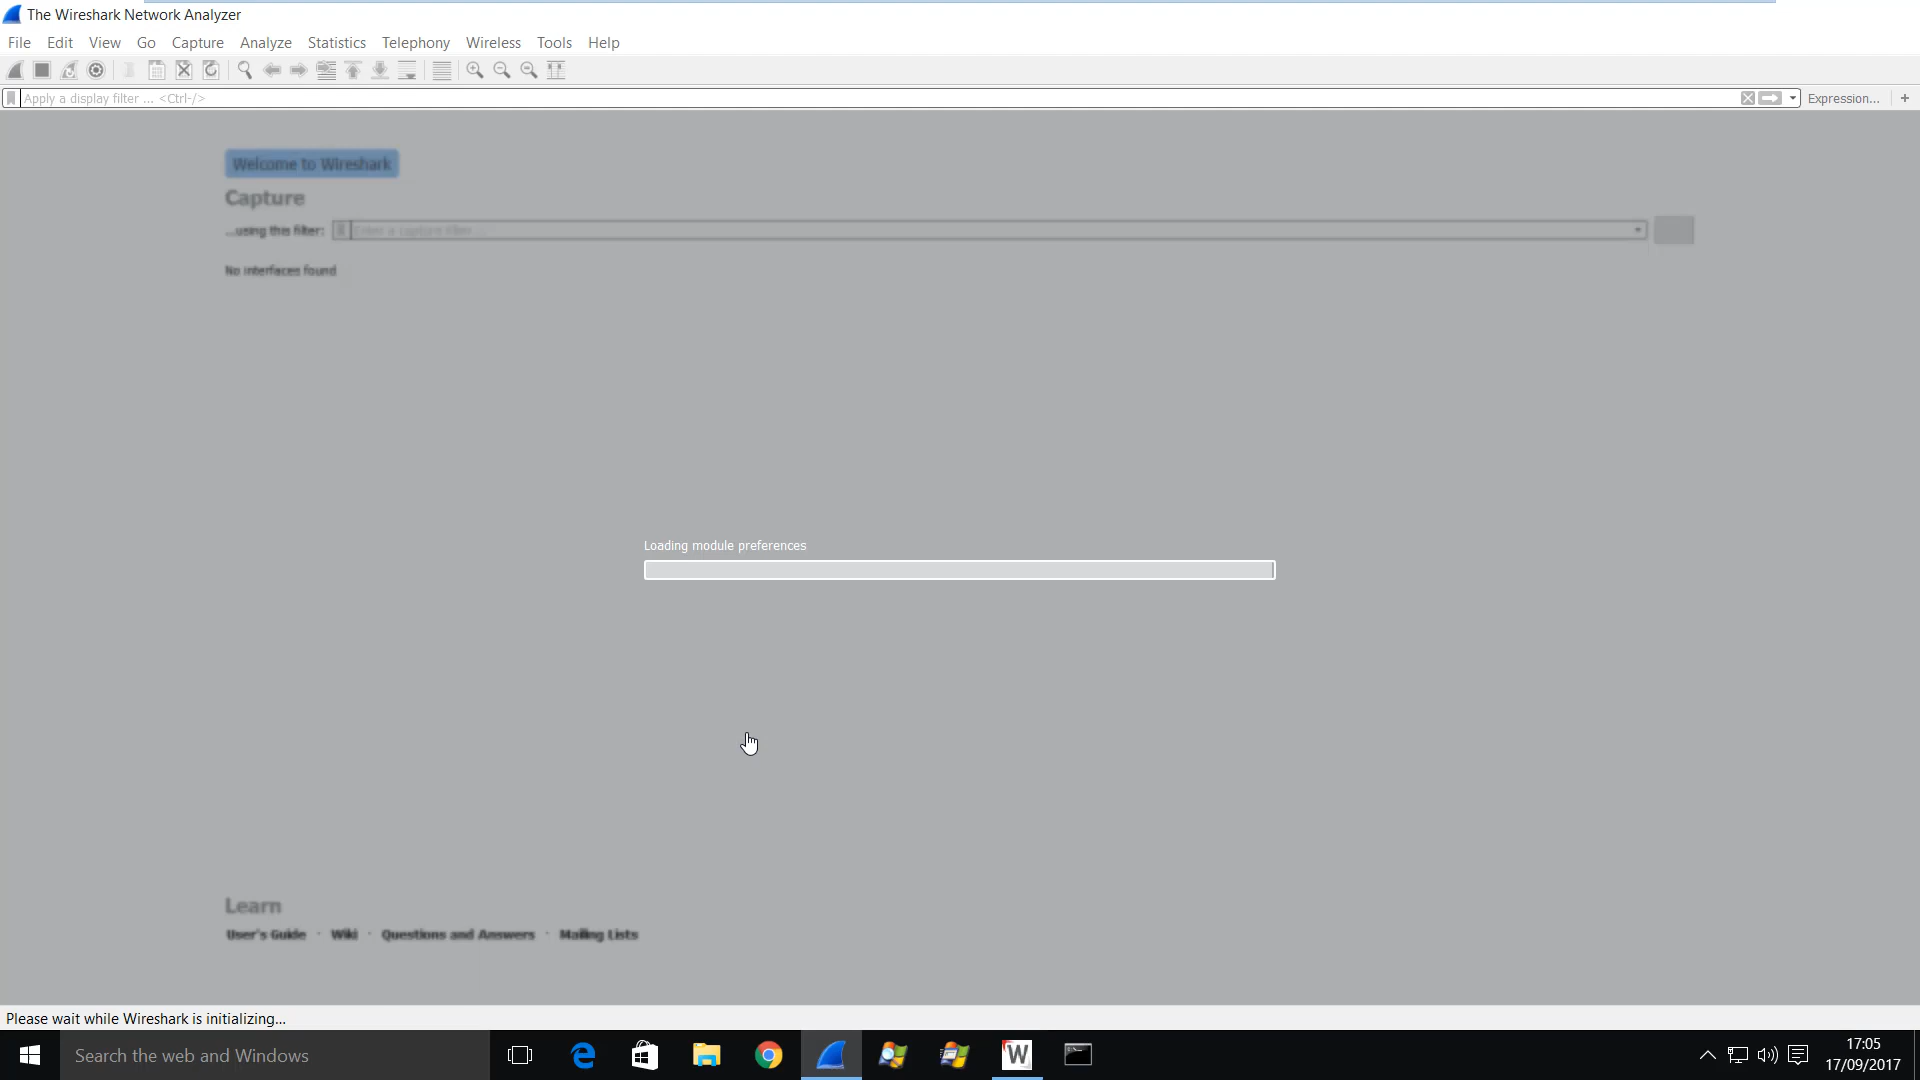 The Wireshark Network Analyzer
File Edit View Go Capture Analyze Statistics Telephony Wireless Tools Help
Apply a display filter ... <Ctrl-/> Expression... +
Welcome to Wireshark
Capture
...using this filter: Enter a capture filter ...
No interfaces found
Loading module preferences
Learn
User's Guide · Wiki · Questions and Answers · Mailing Lists
Please wait while Wireshark is initializing...
Search the web and Windows
W
17:05
17/09/2017